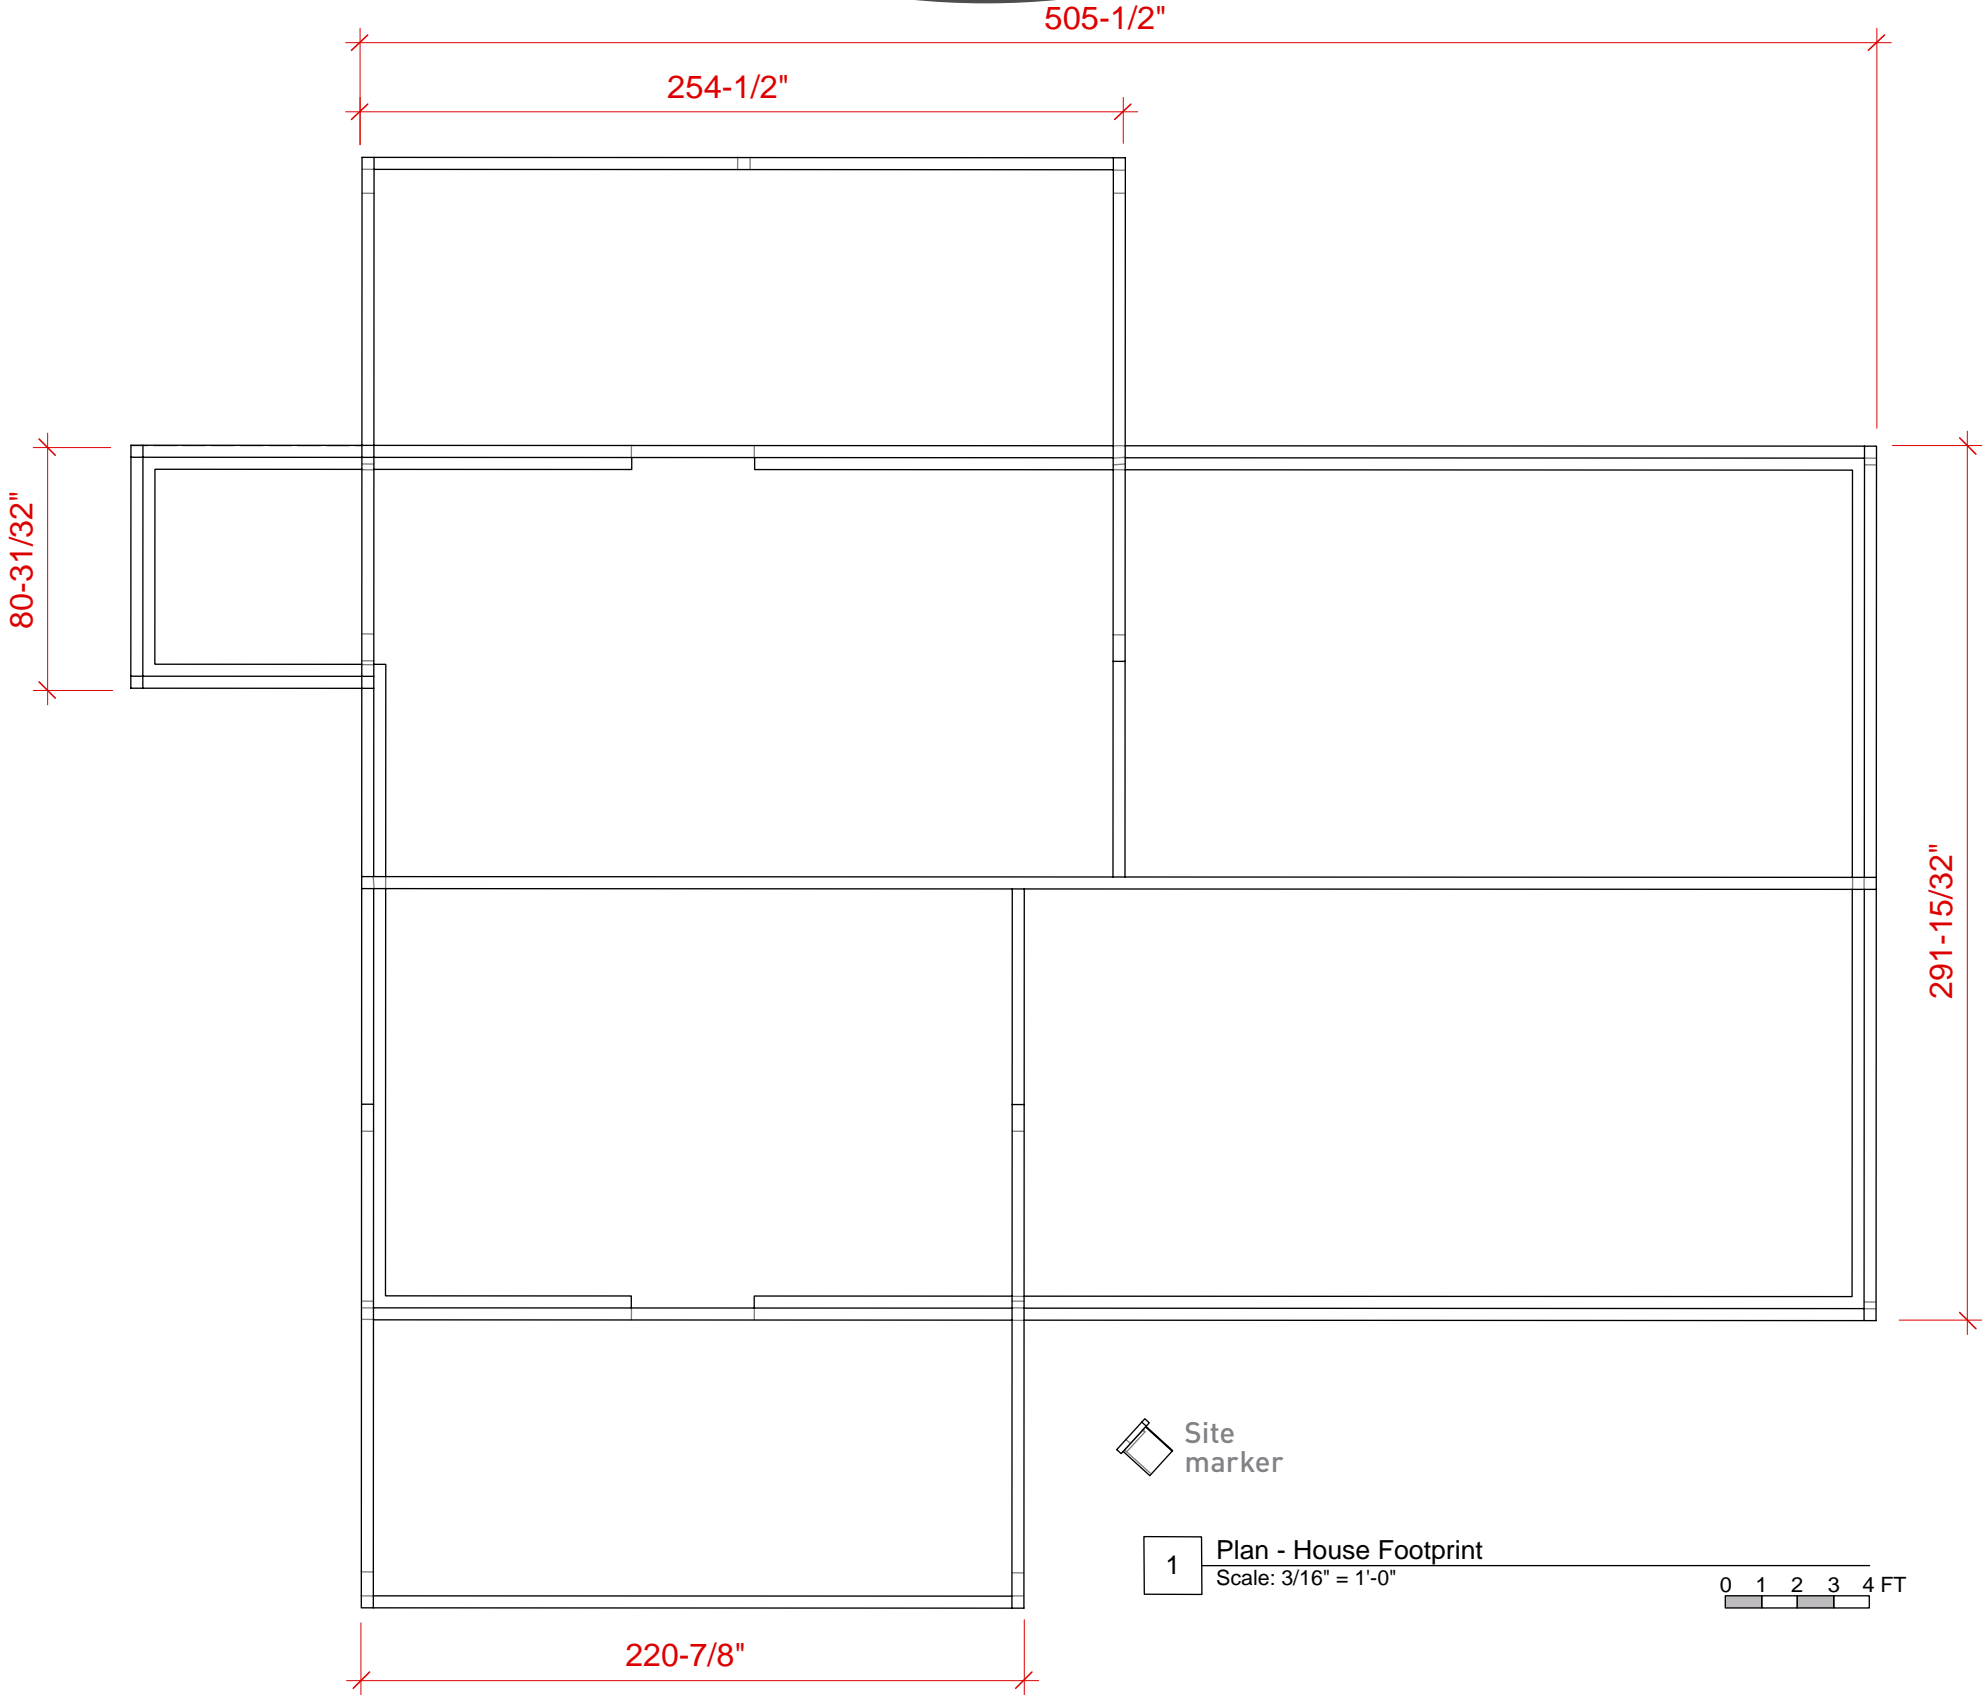 505-1/2"
254-1/2"
80-31/32"
291-15/32"
Site
marker
1
Plan - House Footprint
Scale: 3/16" = 1'-0"
0 1 2 3 4 FT
220-7/8"